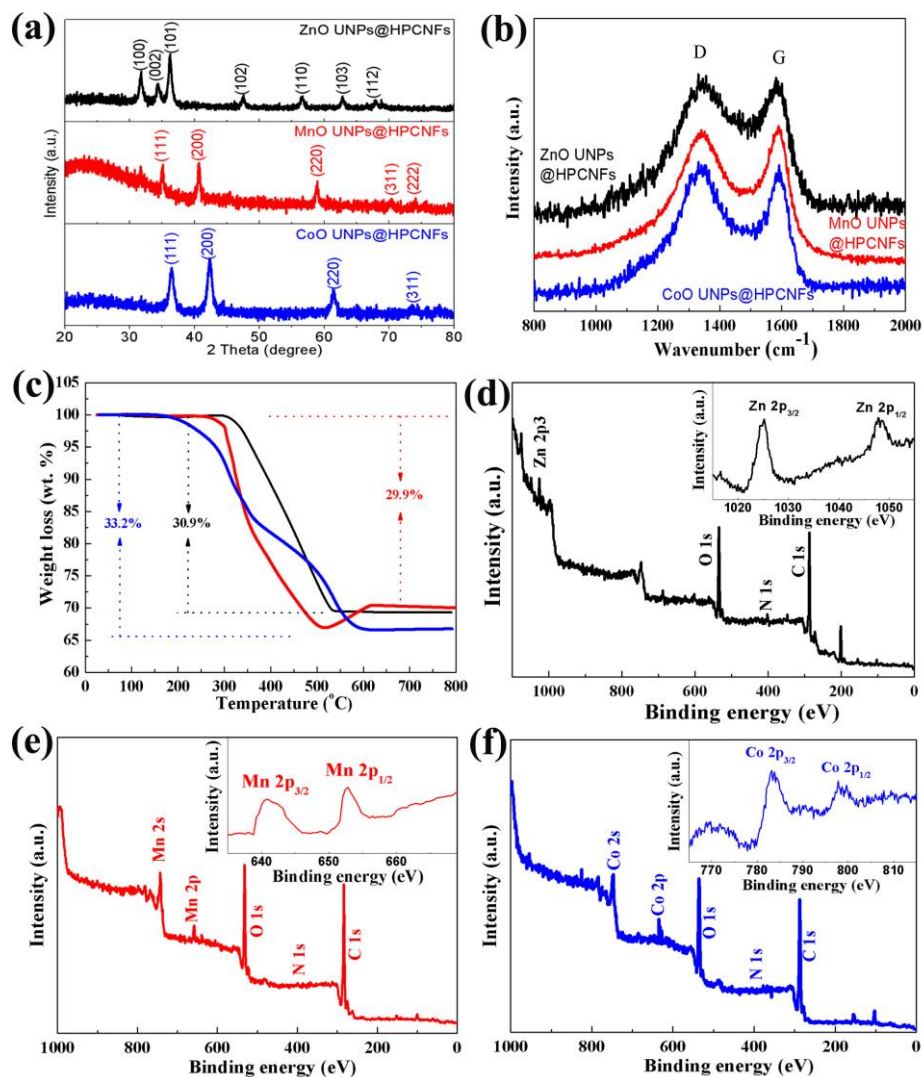 (a)
ZnO UNPs@HPCNFs
(100)
(002)
(101)
(102)
(110)
(103)
(112)
MnO UNPs@HPCNFs
(111)
(200)
(220)
(311)
(222)
CoO UNPs@HPCNFs
(111)
(200)
(220)
(311)
Intensity (a.u.)
20 30 40 50 60 70 80
2 Theta (degree)
(b)
D G
ZnO UNPs
@HPCNFs
MnO UNPs
@HPCNFs
CoO UNPs@HPCNFs
Intensity (a.u.)
800 1000 1200 1400 1600 1800 2000
Wavenumber (cm-1)
(c)
105
100
95
90
85
80
75
70
65
60
Weight loss (wt. %)
33.2% 30.9%
29.9%
0 100 200 300 400 500 600 700 800
Temperature (°C)
(d)
Zn 2p3
O 1s
N 1s
C 1s
Intensity (a.u.)
1000 800 600 400 200 0
Binding energy (eV)
Intensity (a.u.)
Zn 2p3/2
Zn 2p1/2
1020 1030 1040 1050
Binding energy (eV)
(e)
Mn 2s
Mn 2p
O 1s
N 1s
C 1s
Intensity (a.u.)
1000 800 600 400 200 0
Binding energy (eV)
Intensity (a.u.)
Mn 2p3/2
Mn 2p1/2
640 650 660
Binding energy (eV)
(f)
Co 2s
Co 2p
O 1s
N 1s
C 1s
Intensity (a.u.)
1000 800 600 400 200 0
Binding energy (eV)
Intensity (a.u.)
Co 2p3/2
Co 2p1/2
770 780 790 800 810
Binding energy (eV)